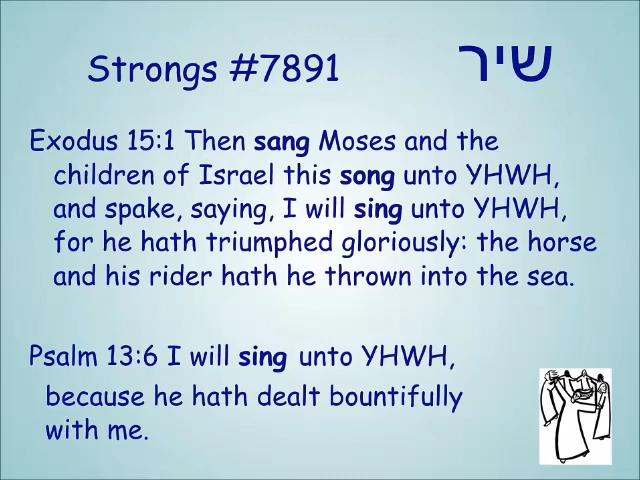 Strongs #7891 שיר
Exodus 15:1 Then sang Moses and the
children of Israel this song unto YHWH,
and spake, saying, I will sing unto YHWH,
for he hath triumphed gloriously: the horse
and his rider hath he thrown into the sea.
Psalm 13:6 I will sing unto YHWH,
because he hath dealt bountifully
with me.